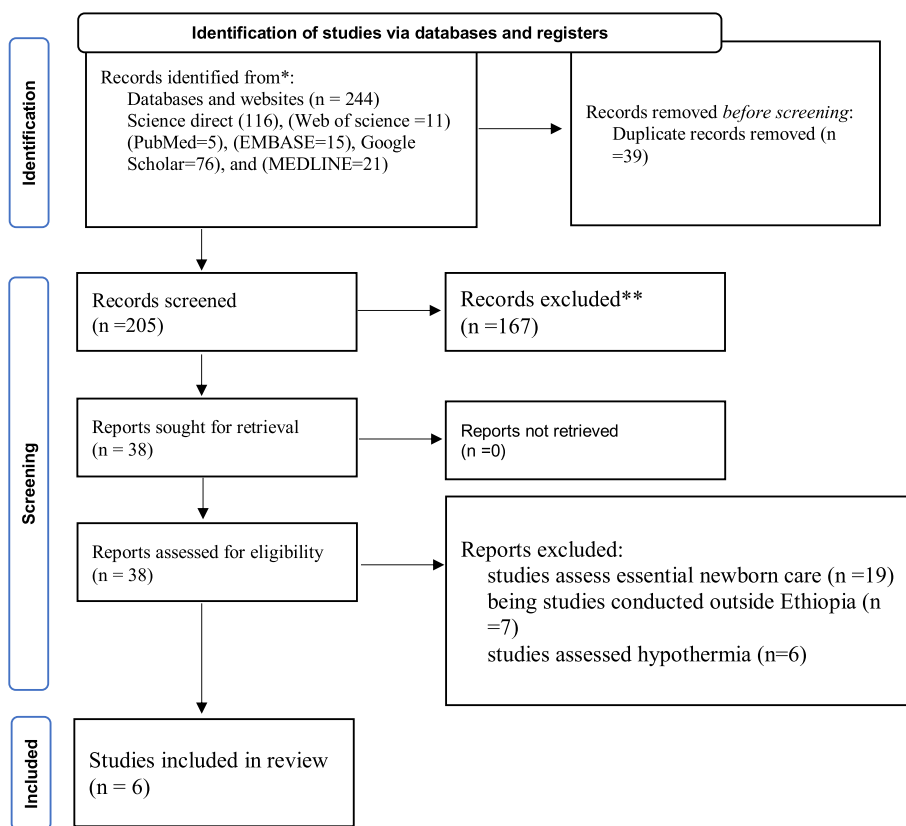 Identification of studies via databases and registers
Identification
Records identified from*:
Databases and websites (n = 244)
Science direct (116), (Web of science =11)
(PubMed=5), (EMBASE=15), Google
Scholar=76), and (MEDLINE=21)
Records removed before screening:
Duplicate records removed (n
=39)
Screening
Records screened
(n =205)
Records excluded**
(n =167)
Reports sought for retrieval
(n = 38)
Reports not retrieved
(n =0)
Reports assessed for eligibility
(n = 38)
Reports excluded:
studies assess essential newborn care (n =19)
being studies conducted outside Ethiopia (n
=7)
studies assessed hypothermia (n=6)
Included
Studies included in review
(n = 6)